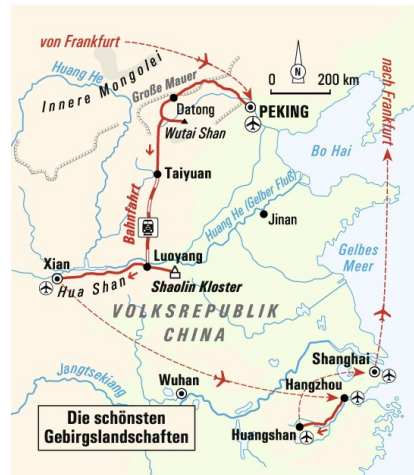 von Frankfurt
Huang He
Innere Mongolei
Große Mauer
N
0 200 km
nach Frankfurt
Datong
PEKING
Wutai Shan
Bo Hai
Taiyuan
Bahnfahrt
Huang He (Gelber Fluß)
Jinan
Luoyang
Gelbes
Meer
Xian
Hua Shan
Shaolin Kloster
VOLKSREPUBLIK
CHINA
Shanghai
Jangtsekiang
Wuhan
Hangzhou
Die schönsten
Gebirgslandschaften
Huangshan